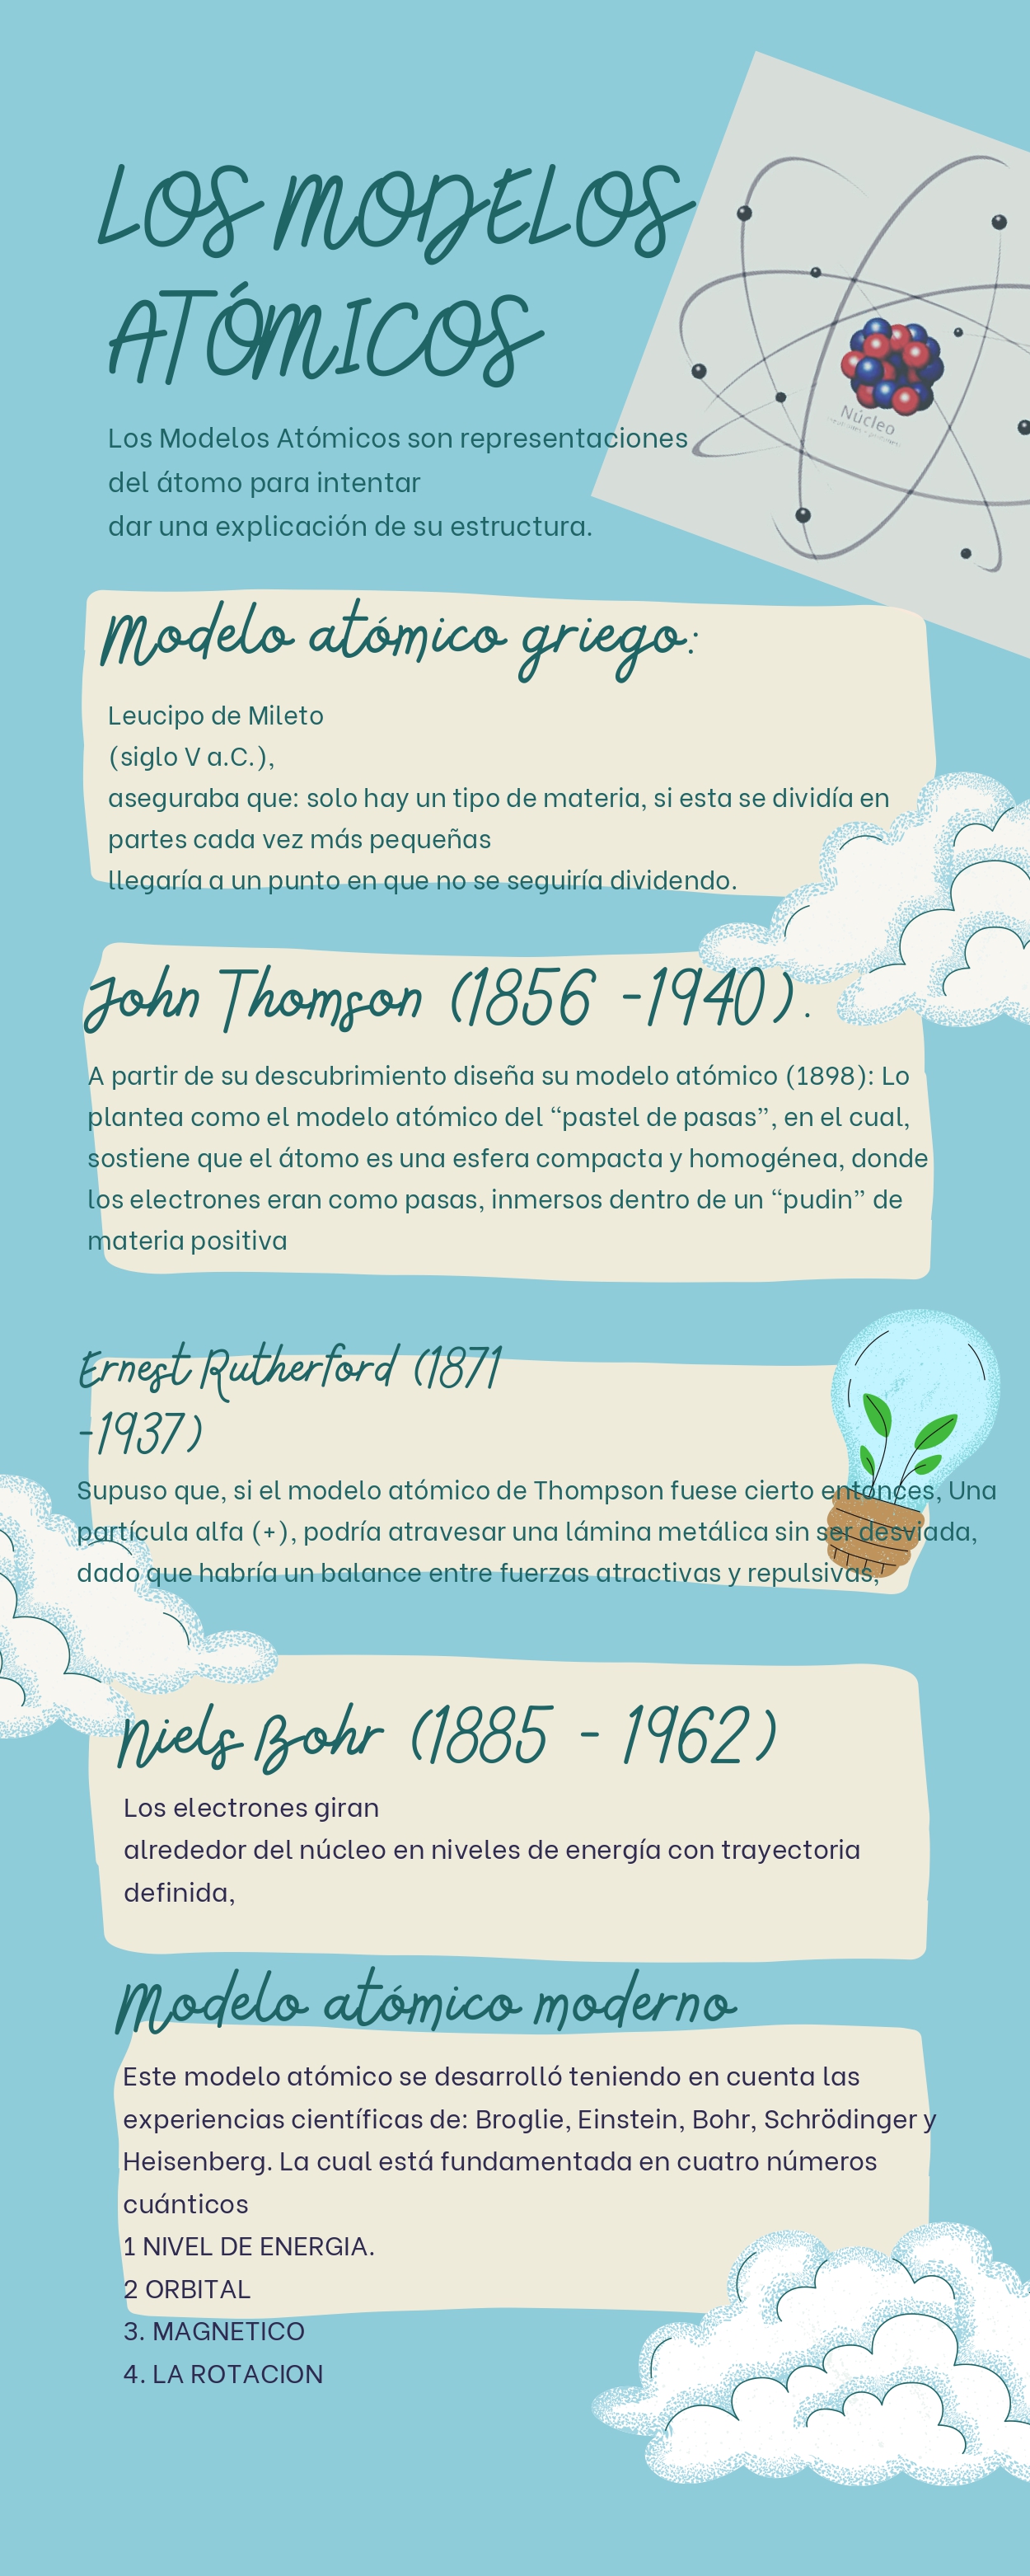 LOS MODELOS
ATÓMICOS
Núcleo
Los Modelos Atómicos son representaciones
del átomo para intentar
dar una explicación de su estructura.
Modelo atómico griego:
Leucipo de Mileto
(siglo V a.C.),
aseguraba que: solo hay un tipo de materia, si esta se dividía en
partes cada vez más pequeñas
llegaría a un punto en que no se seguiría dividendo.
John Thomson (1856 -1940).
A partir de su descubrimiento diseña su modelo atómico (1898): Lo
plantea como el modelo atómico del “pastel de pasas”, en el cual,
sostiene que el átomo es una esfera compacta y homogénea, donde
los electrones eran como pasas, inmersos dentro de un “pudin” de
materia positiva
Ernest Rutherford (1871
-1937)
Supuso que, si el modelo atómico de Thompson fuese cierto entonces, Una
partícula alfa (+), podría atravesar una lámina metálica sin ser desviada,
dado que habría un balance entre fuerzas atractivas y repulsivas,
Niels Bohr (1885 - 1962)
Los electrones giran
alrededor del núcleo en niveles de energía con trayectoria
definida,
Modelo atómico moderno
Este modelo atómico se desarrolló teniendo en cuenta las
experiencias científicas de: Broglie, Einstein, Bohr, Schrödinger y
Heisenberg. La cual está fundamentada en cuatro números
cuánticos
1 NIVEL DE ENERGIA.
2 ORBITAL
3. MAGNETICO
4. LA ROTACION